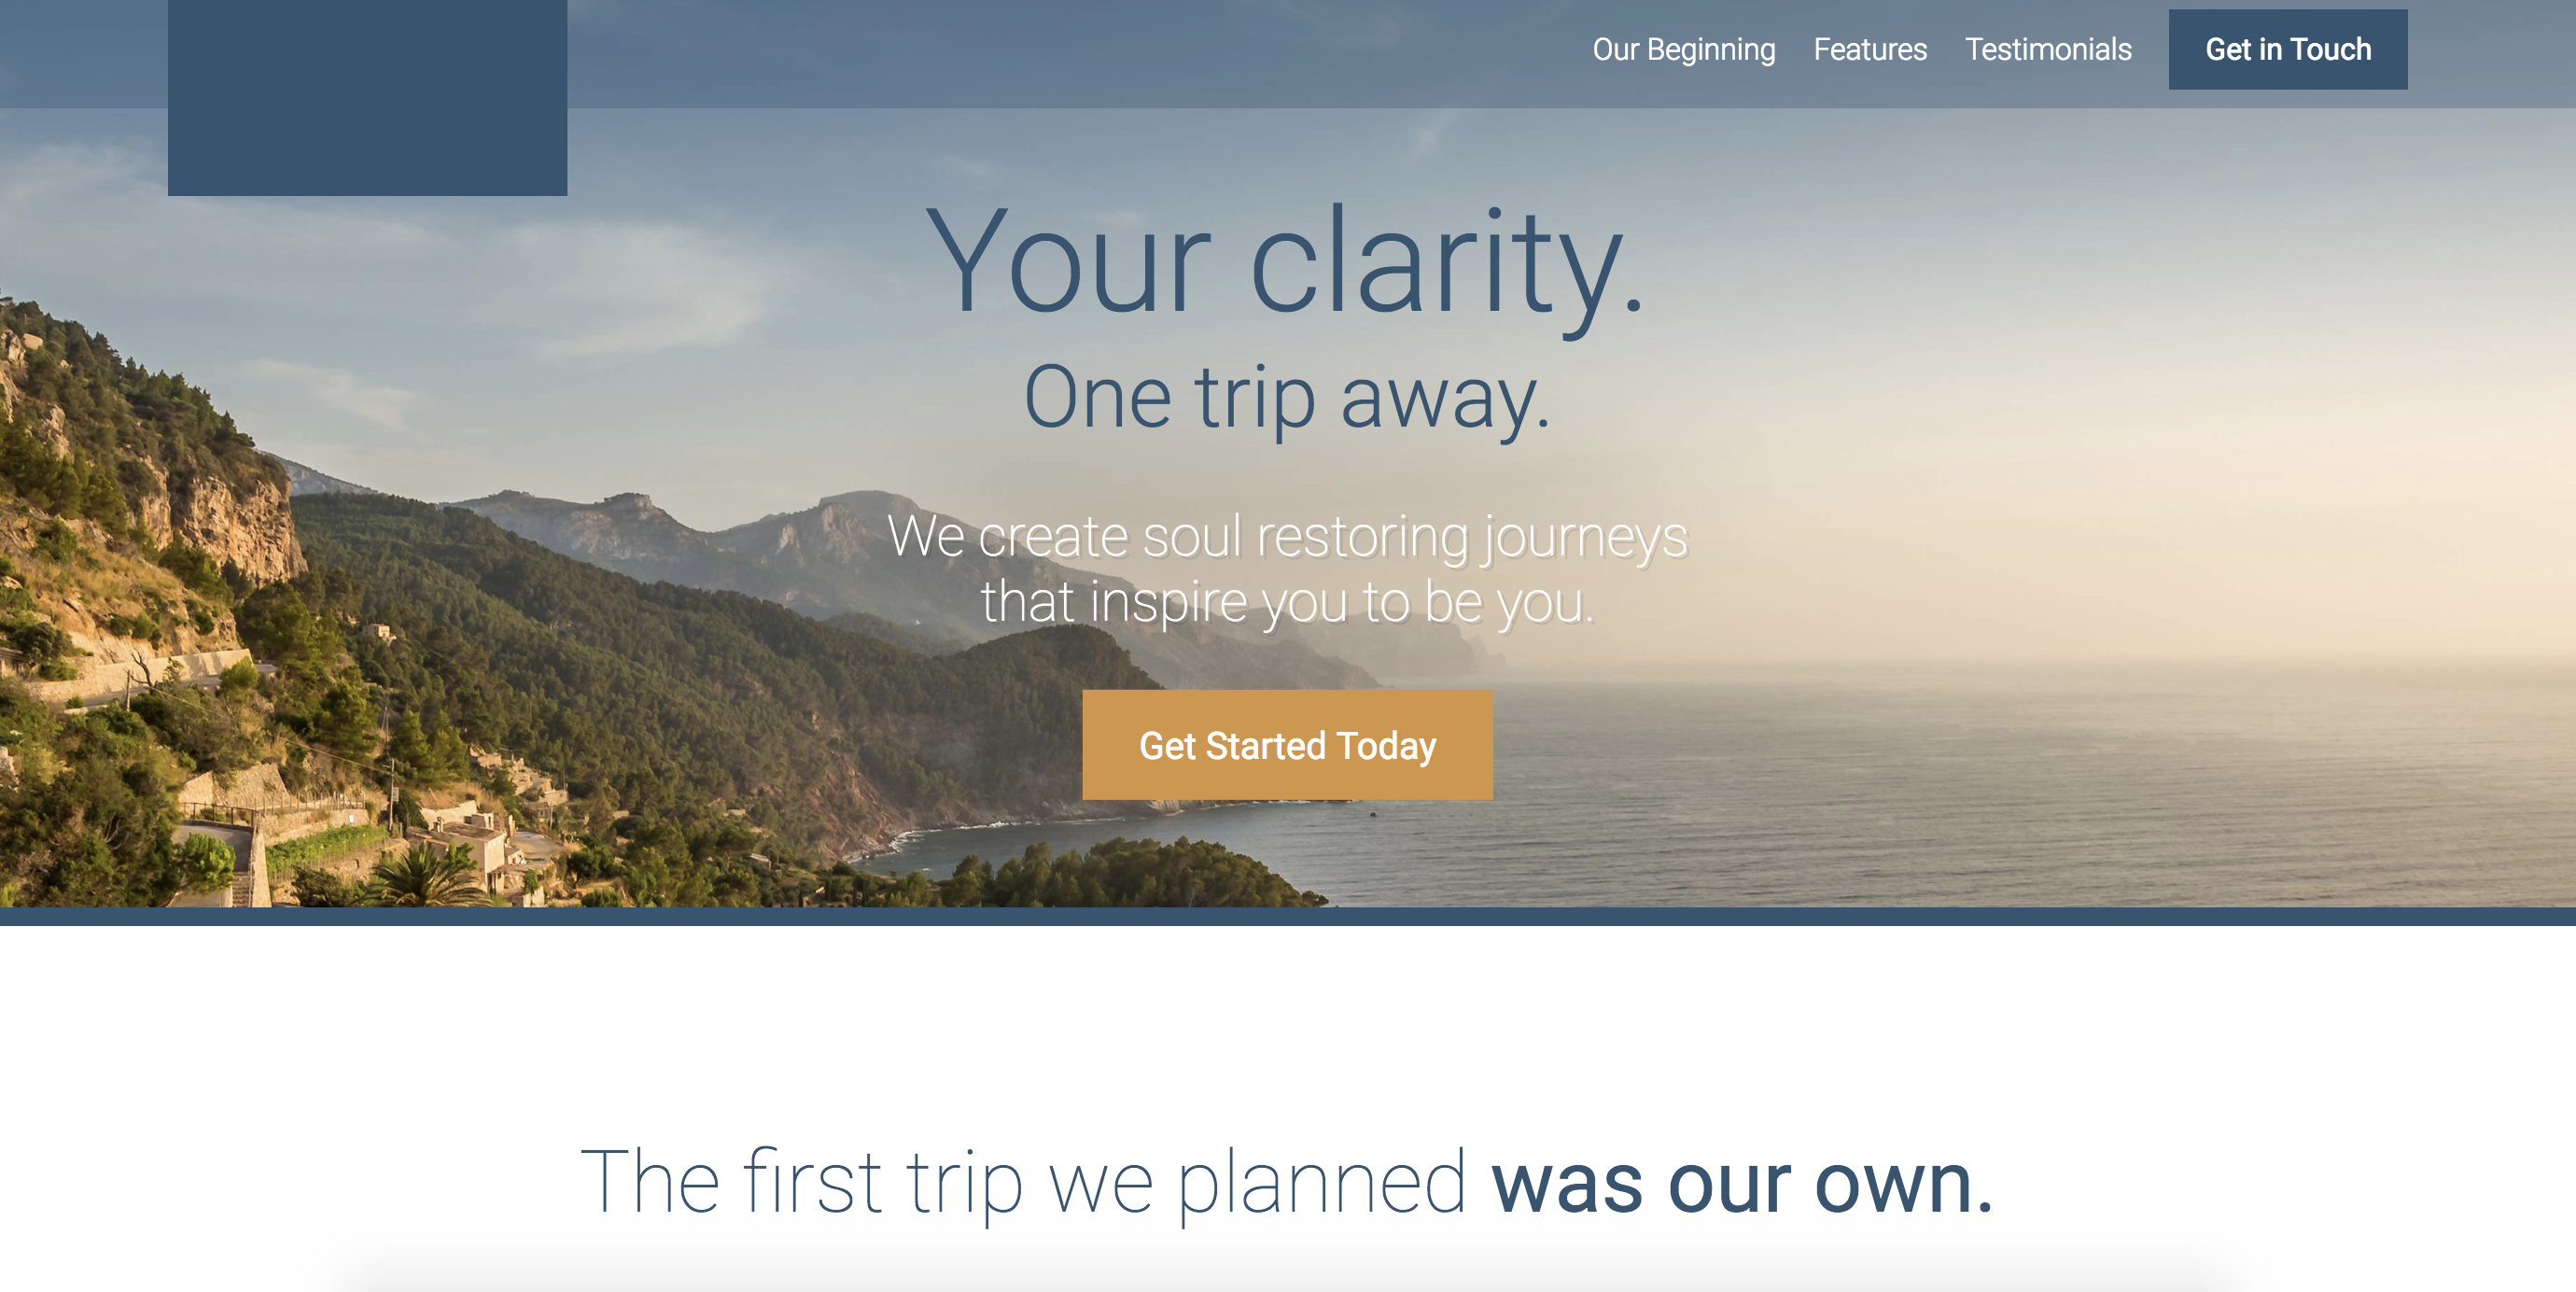 Our Beginning Features Testimonials Get in Touch
Your clarity.
One trip away.
We create soul restoring journeys
that inspire you to be you.
Get Started Today
The first trip we planned was our own.